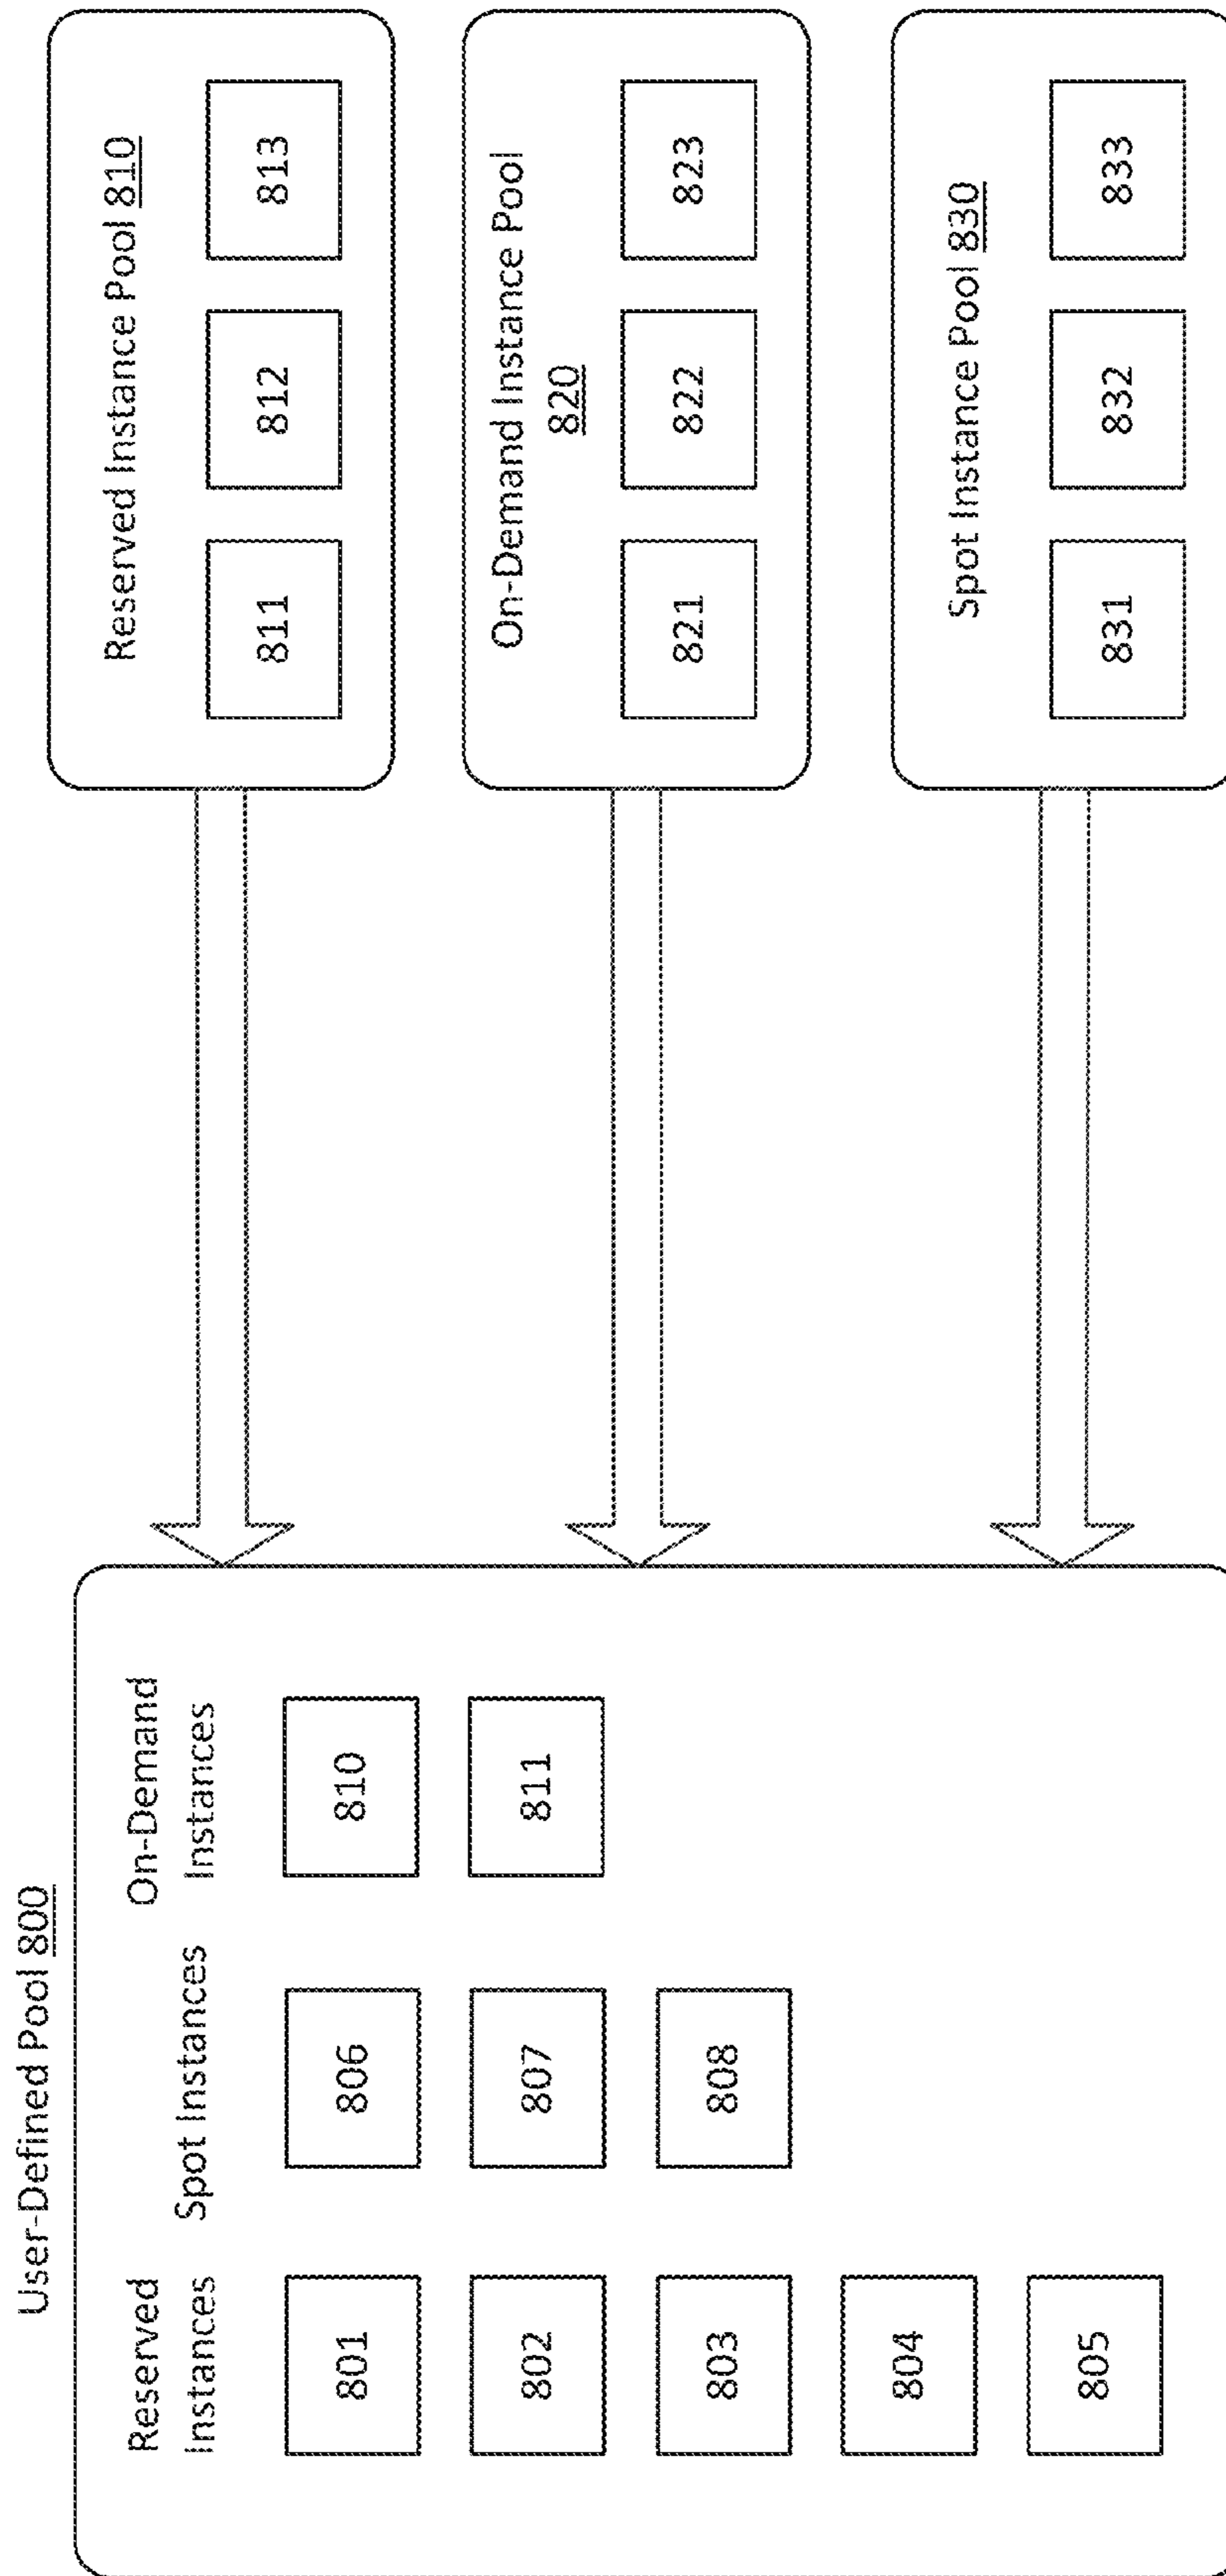 User-Defined Pool 800
Reserved
Instances
Spot Instances
On-Demand
Instances
801
806
810
802
807
811
803
808
804
805
Reserved Instance Pool 810
811
812
813
On-Demand Instance Pool
820
821
822
823
Spot Instance Pool 830
831
832
833